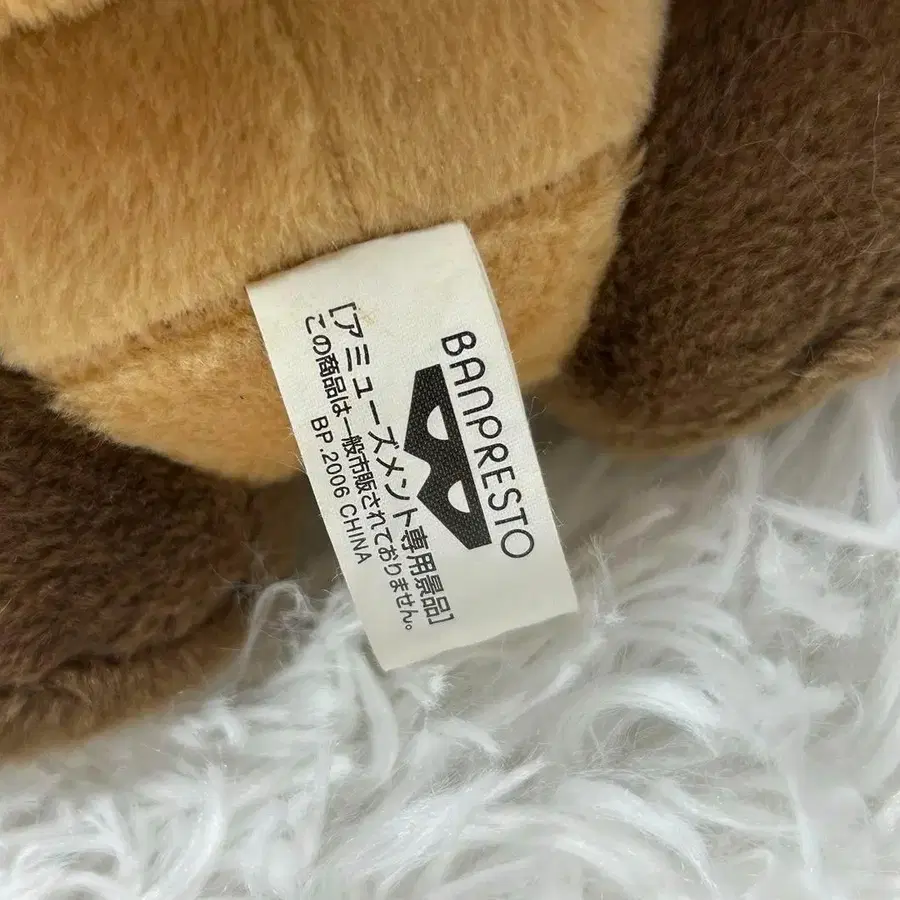 BANPRESTO
[アミューズメント専用景品]
この商品は一般市販されておりません。
BP.2006 CHINA